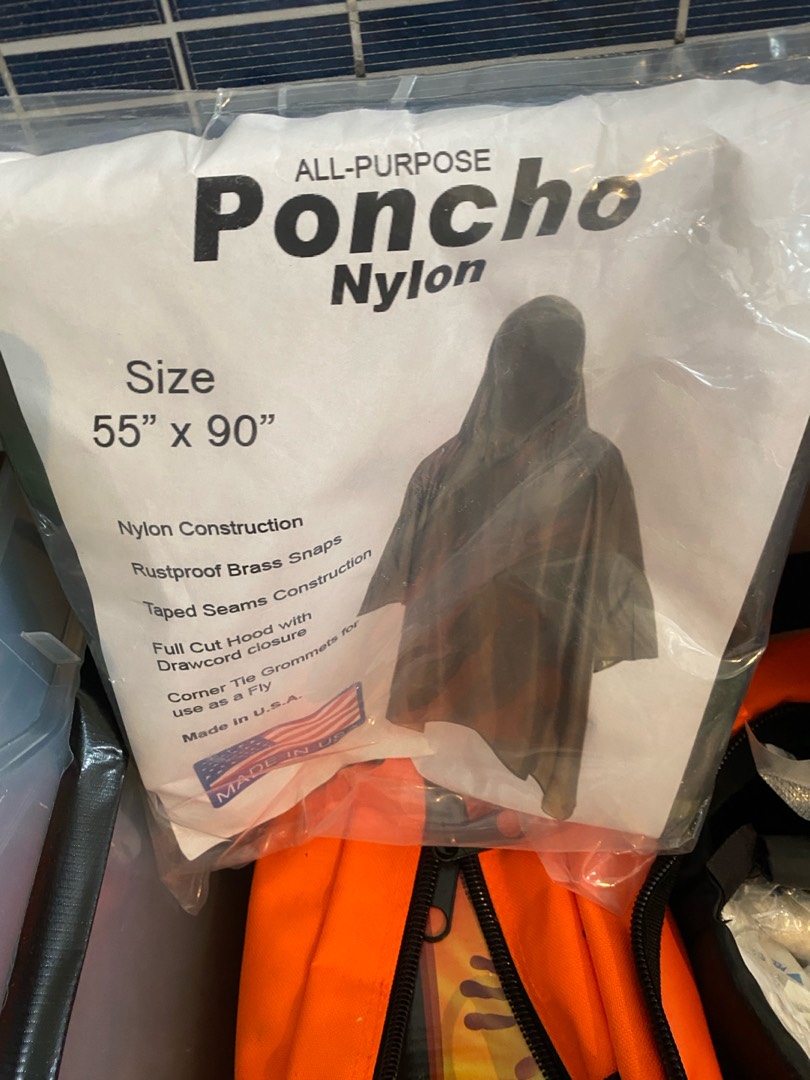 ALL-PURPOSE
Poncho
Nylon
Size
55” x 90”
Nylon Construction
Rustproof Brass Snaps
Taped Seams Construction
Full Cut Hood with
Drawcord closure
Corner Tie Grommets for
use as a Fly
Made in U.S.A.
MADE IN US